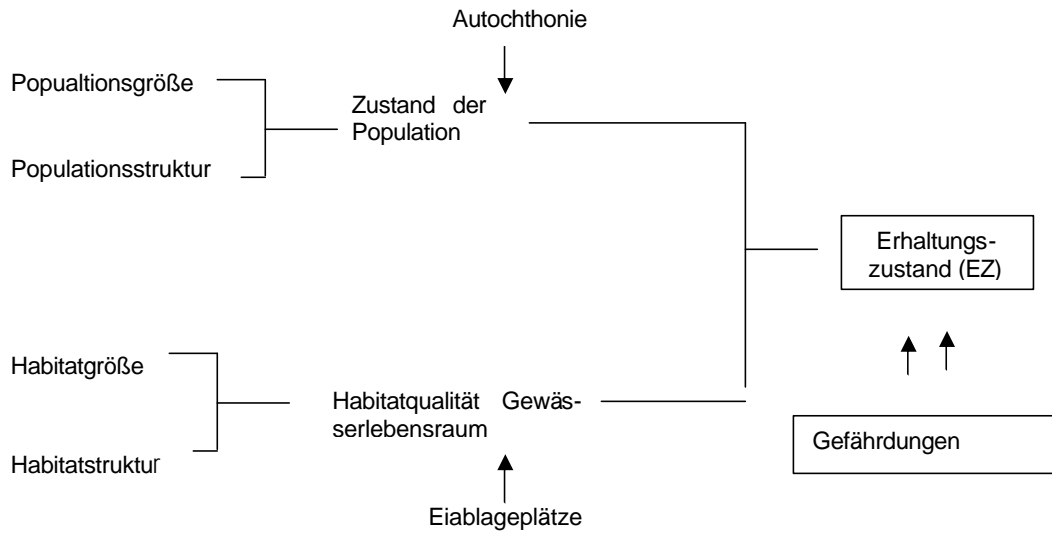 Autochthonie
Popualtionsgröße
Zustand der
Population
Populationsstruktur
Erhaltungs-
zustand (EZ)
Habitatgröße
Habitatqualität Gewäs-
serlebensraum
Gefährdungen
Habitatstruktur
Eiablageplätze